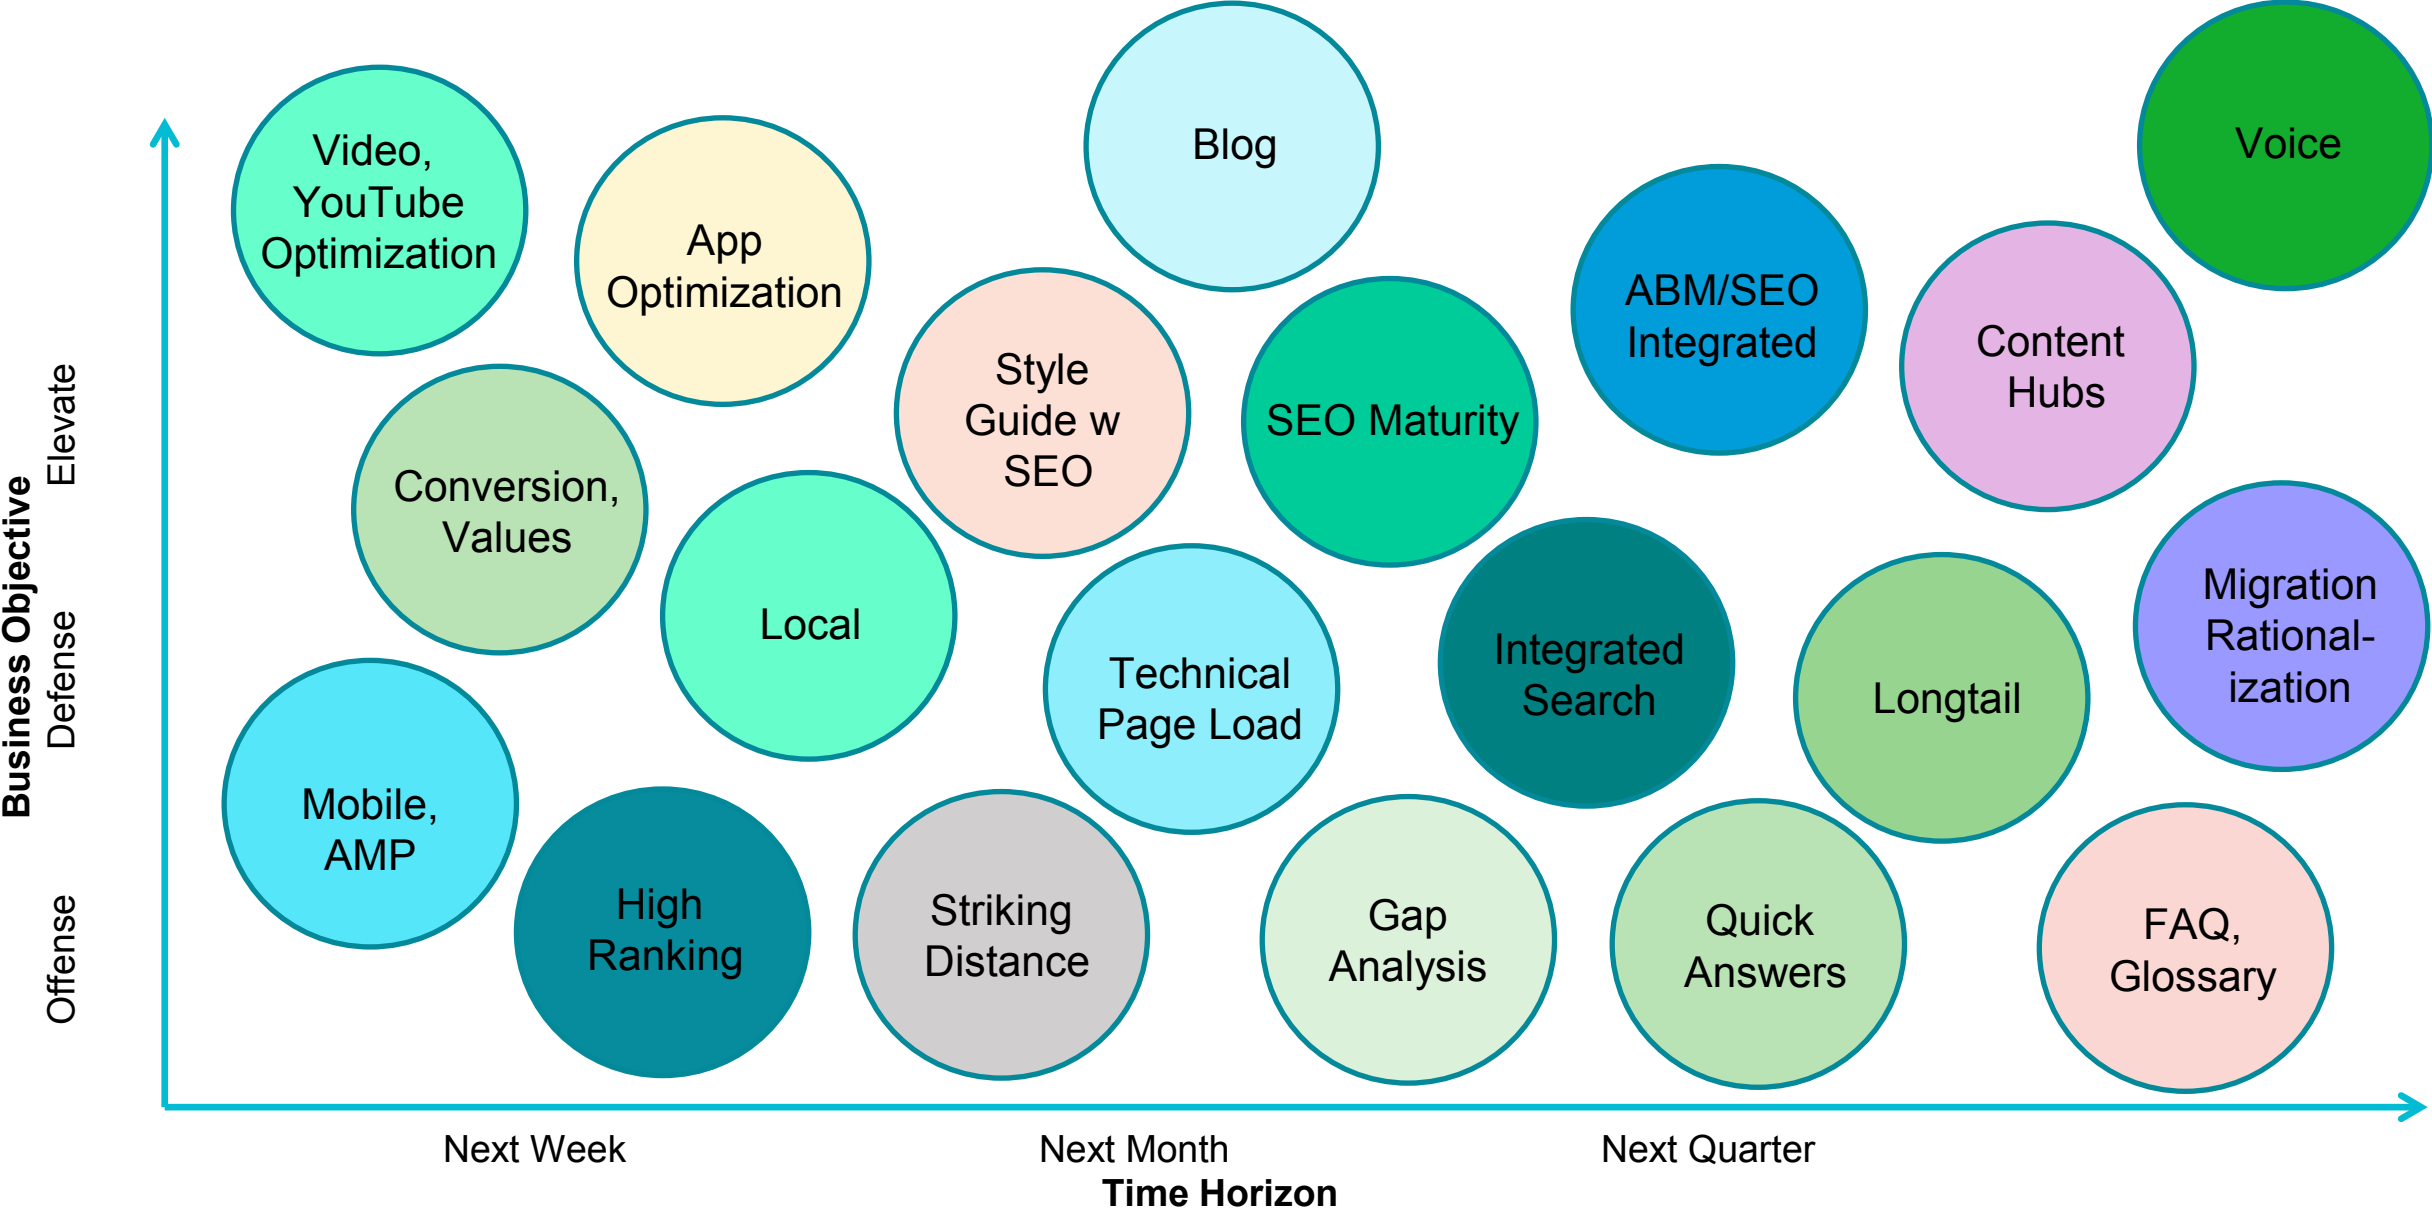 Video,
YouTube
Optimization
App
Optimization
Blog
Voice
ABM/SEO
Integrated
Content
Hubs
Style
Guide w
SEO
SEO Maturity
Conversion,
Values
Local
Technical
Page Load
Integrated
Search
Longtail
Migration
Rational-
ization
Mobile,
AMP
High
Ranking
Striking
Distance
Gap
Analysis
Quick
Answers
FAQ,
Glossary
Business Objective
Elevate
Defense
Offense
Next Week
Next Month
Next Quarter
Time Horizon